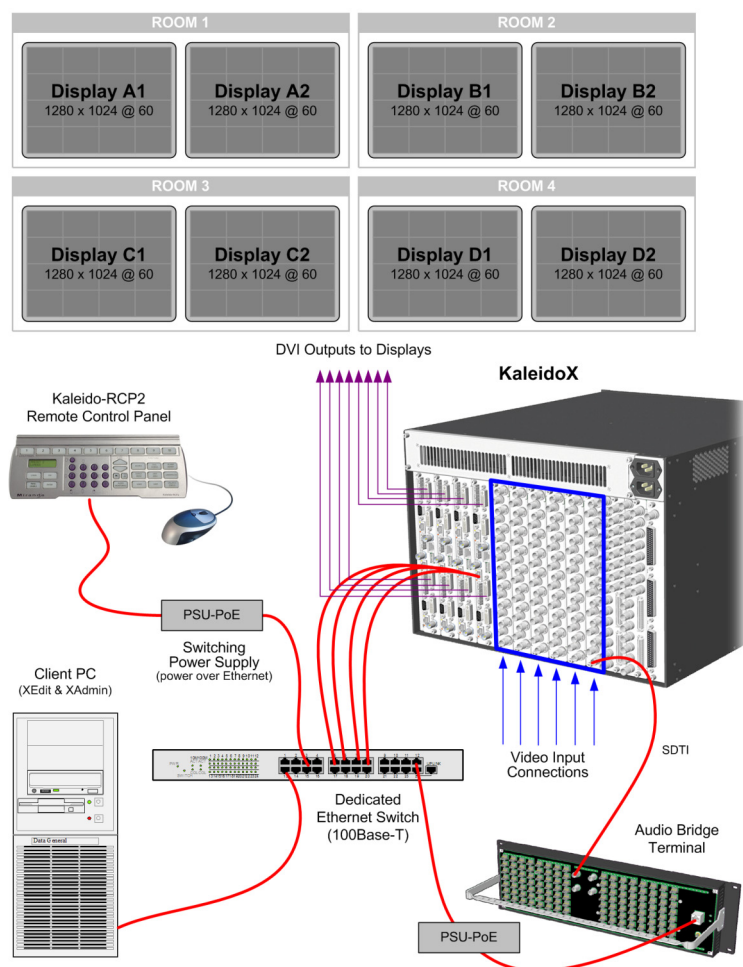 ROOM 1
ROOM 2
Display A1
1280 x 1024 @ 60
Display A2
1280 x 1024 @ 60
Display B1
1280 x 1024 @ 60
Display B2
1280 x 1024 @ 60
ROOM 3
ROOM 4
Display C1
1280 x 1024 @ 60
Display C2
1280 x 1024 @ 60
Display D1
1280 x 1024 @ 60
Display D2
1280 x 1024 @ 60
DVI Outputs to Displays
KaleidoX
Kaleido-RCP2
Remote Control Panel
PSU-PoE
Switching
Power Supply
(power over Ethernet)
Client PC
(XEdit & XAdmin)
Video Input
Connections
SDTI
Dedicated
Ethernet Switch
(100Base-T)
Audio Bridge
Terminal
Data General
PSU-PoE